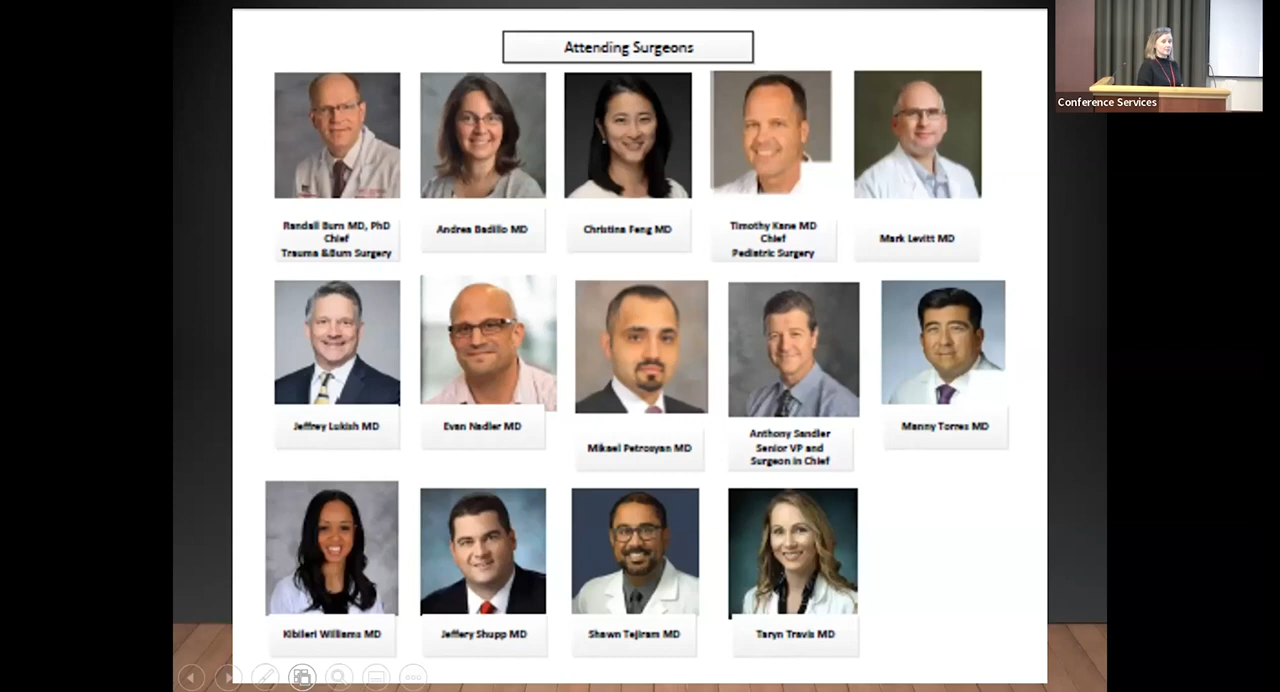 Attending Surgeons
Conference Services
Randall Burn MD, PhD
Chief
Trauma &Burn Surgery
Andrea Badillo MD
Christina Feng MD
Timothy Kane MD
Chief
Pediatric Surgery
Mark Levitt MD
Jeffrey Lukish MD
Evan Nadler MD
Mikael Petrosyan MD
Anthony Sandler
Senior VP and
Surgeon in Chief
Manny Torres MD
Kibileri Williams MD
Jeffery Shupp MD
Shawn Tejiram MD
Taryn Travis MD